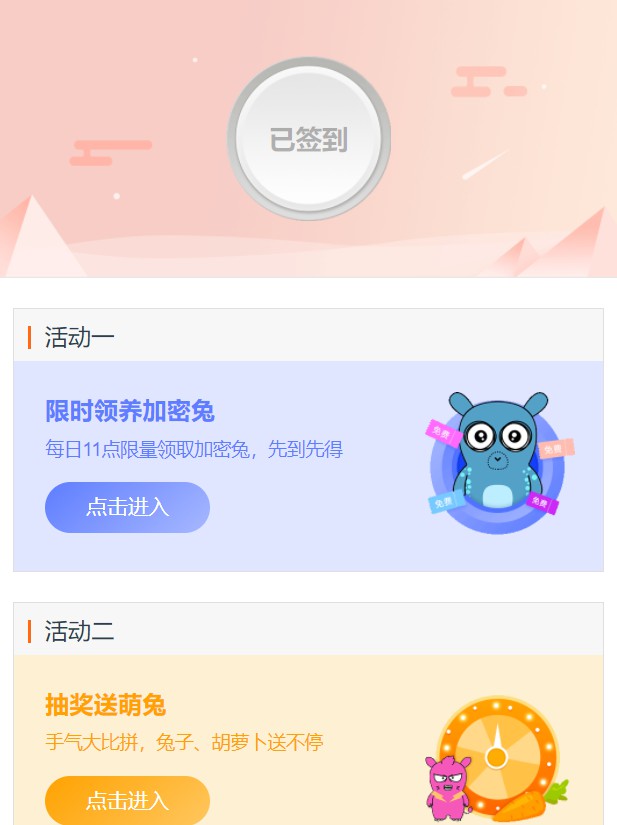 已签到
活动一
限时领养加密兔
每日11点限量领取加密兔，先到先得
点击进入
免费
免费
免费
免费
活动二
抽奖送萌兔
手气大比拼，兔子、胡萝卜送不停
点击进入